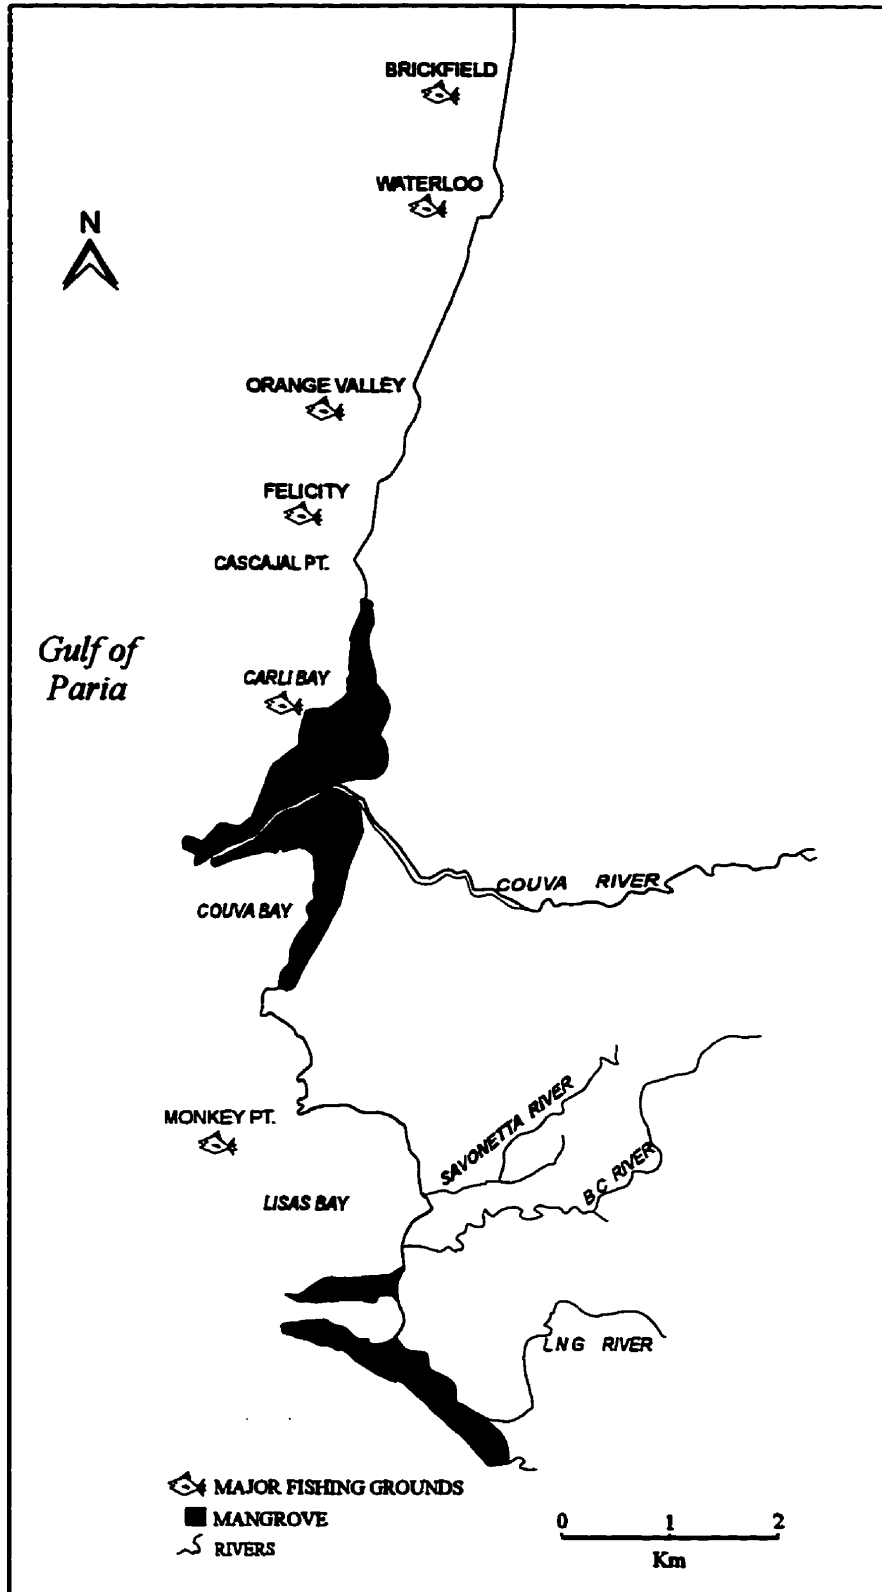 BRICKFIELD
WATERLOO
N
ORANGE VALLEY
FELICITY
CASCAJAL PT.
Gulf of
Paria
CARLI BAY
COUVA RIVER
COUVA BAY
SAVONETTA RIVER
MONKEY PT.
B C RIVER
LISAS BAY
N G RIVER
MAJOR FISHING GROUNDS
MANGROVE
RIVERS
0 1 2
Km